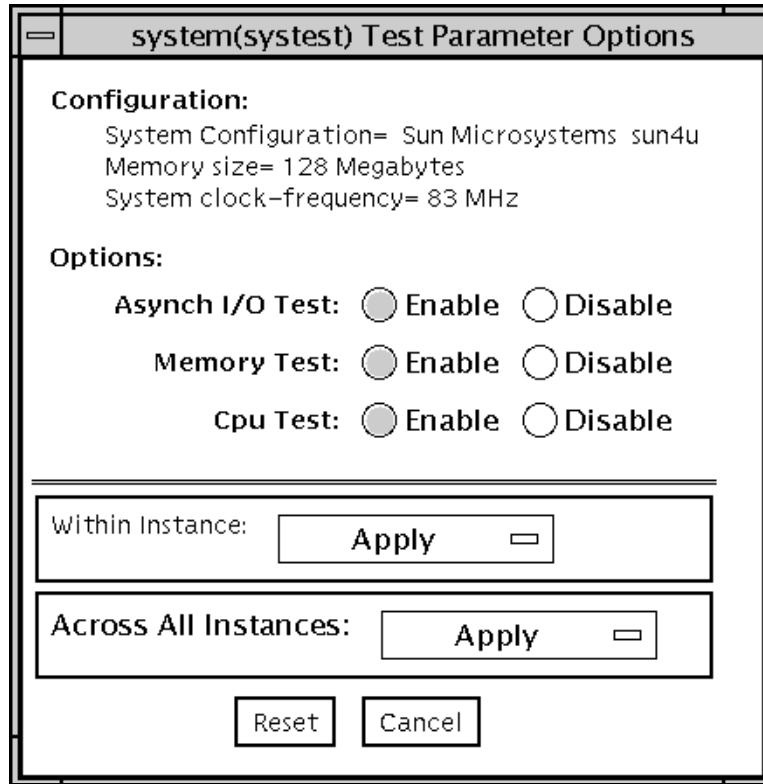 system(systest) Test Parameter Options
Configuration:
System Configuration= Sun Microsystems sun4u
Memory size= 128 Megabytes
System clock-frequency= 83 MHz
Options:
Asynch I/O Test: Enable Disable
Memory Test: Enable Disable
Cpu Test: Enable Disable
Within Instance: Apply
Across All Instances: Apply
Reset Cancel